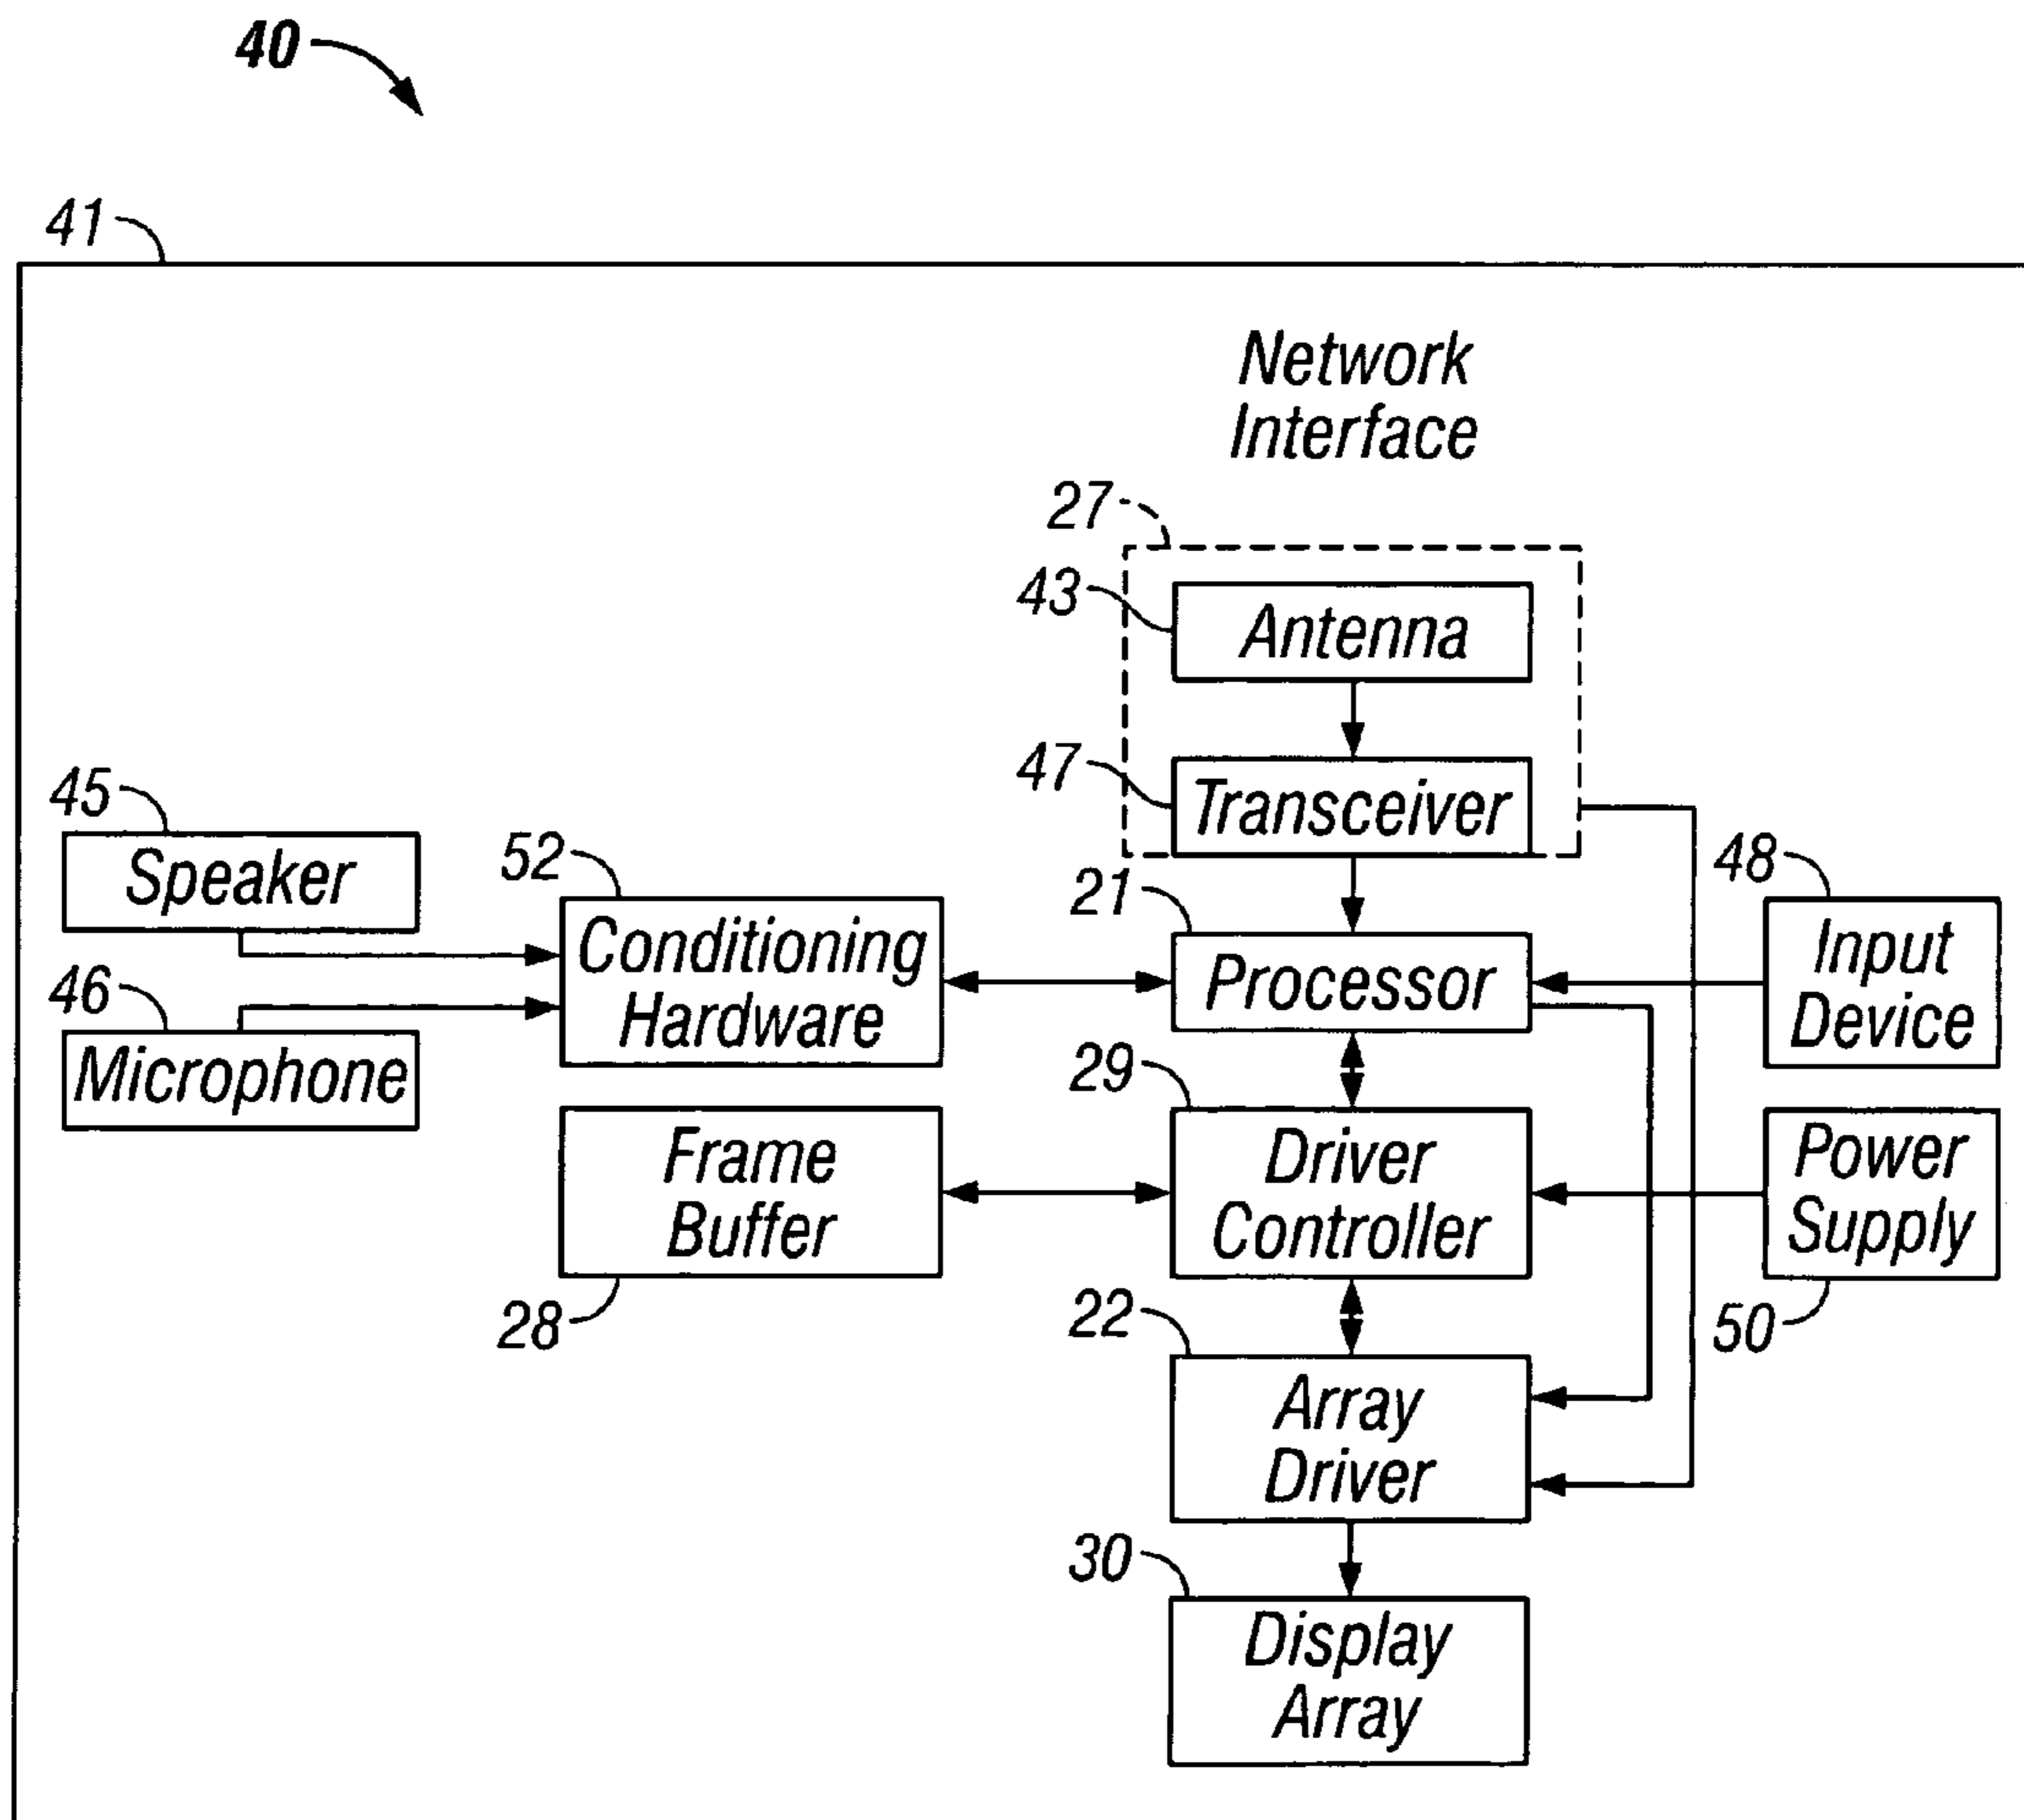 40
41
Network
Interface
27
43
Antenna
47
Transceiver
45
Speaker
52
Conditioning
Hardware
21
Processor
48
Input
Device
46
Microphone
29
Driver
Controller
Frame
Buffer
28
Power
Supply
50
22
Array
Driver
30
Display
Array